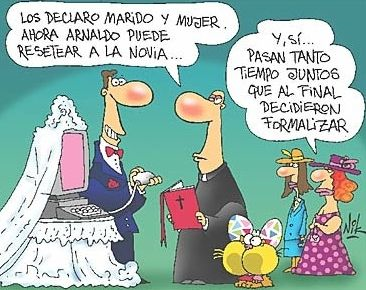 LOS DECLARO MARIDO Y MUJER.
AHORA ARNALDO PUEDE
RESETEAR A LA NOVIA...
Y, SÍ...
PASAN TANTO
TIEMPO JUNTOS
QUE AL FINAL
DECIDIERON
FORMALIZAR
NIK